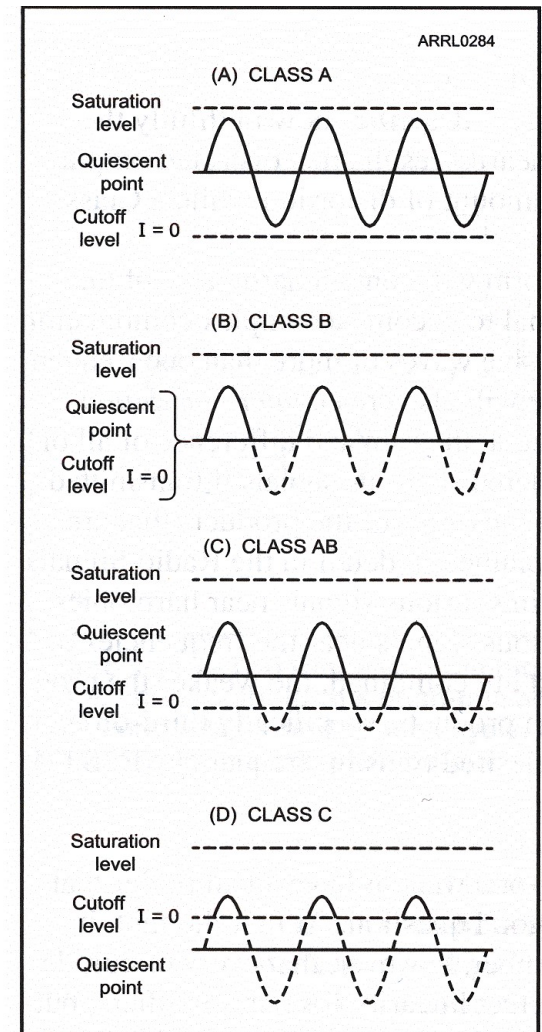 ARRL0284
(A) CLASS A
Saturation
level
Quiescent
point
Cutoff
level I = 0
(B) CLASS B
Saturation
level
Quiescent
point
Cutoff
level I = 0
(C) CLASS AB
Saturation
level
Quiescent
point
Cutoff
level I = 0
(D) CLASS C
Saturation
level
Cutoff
level I = 0
Quiescent
point